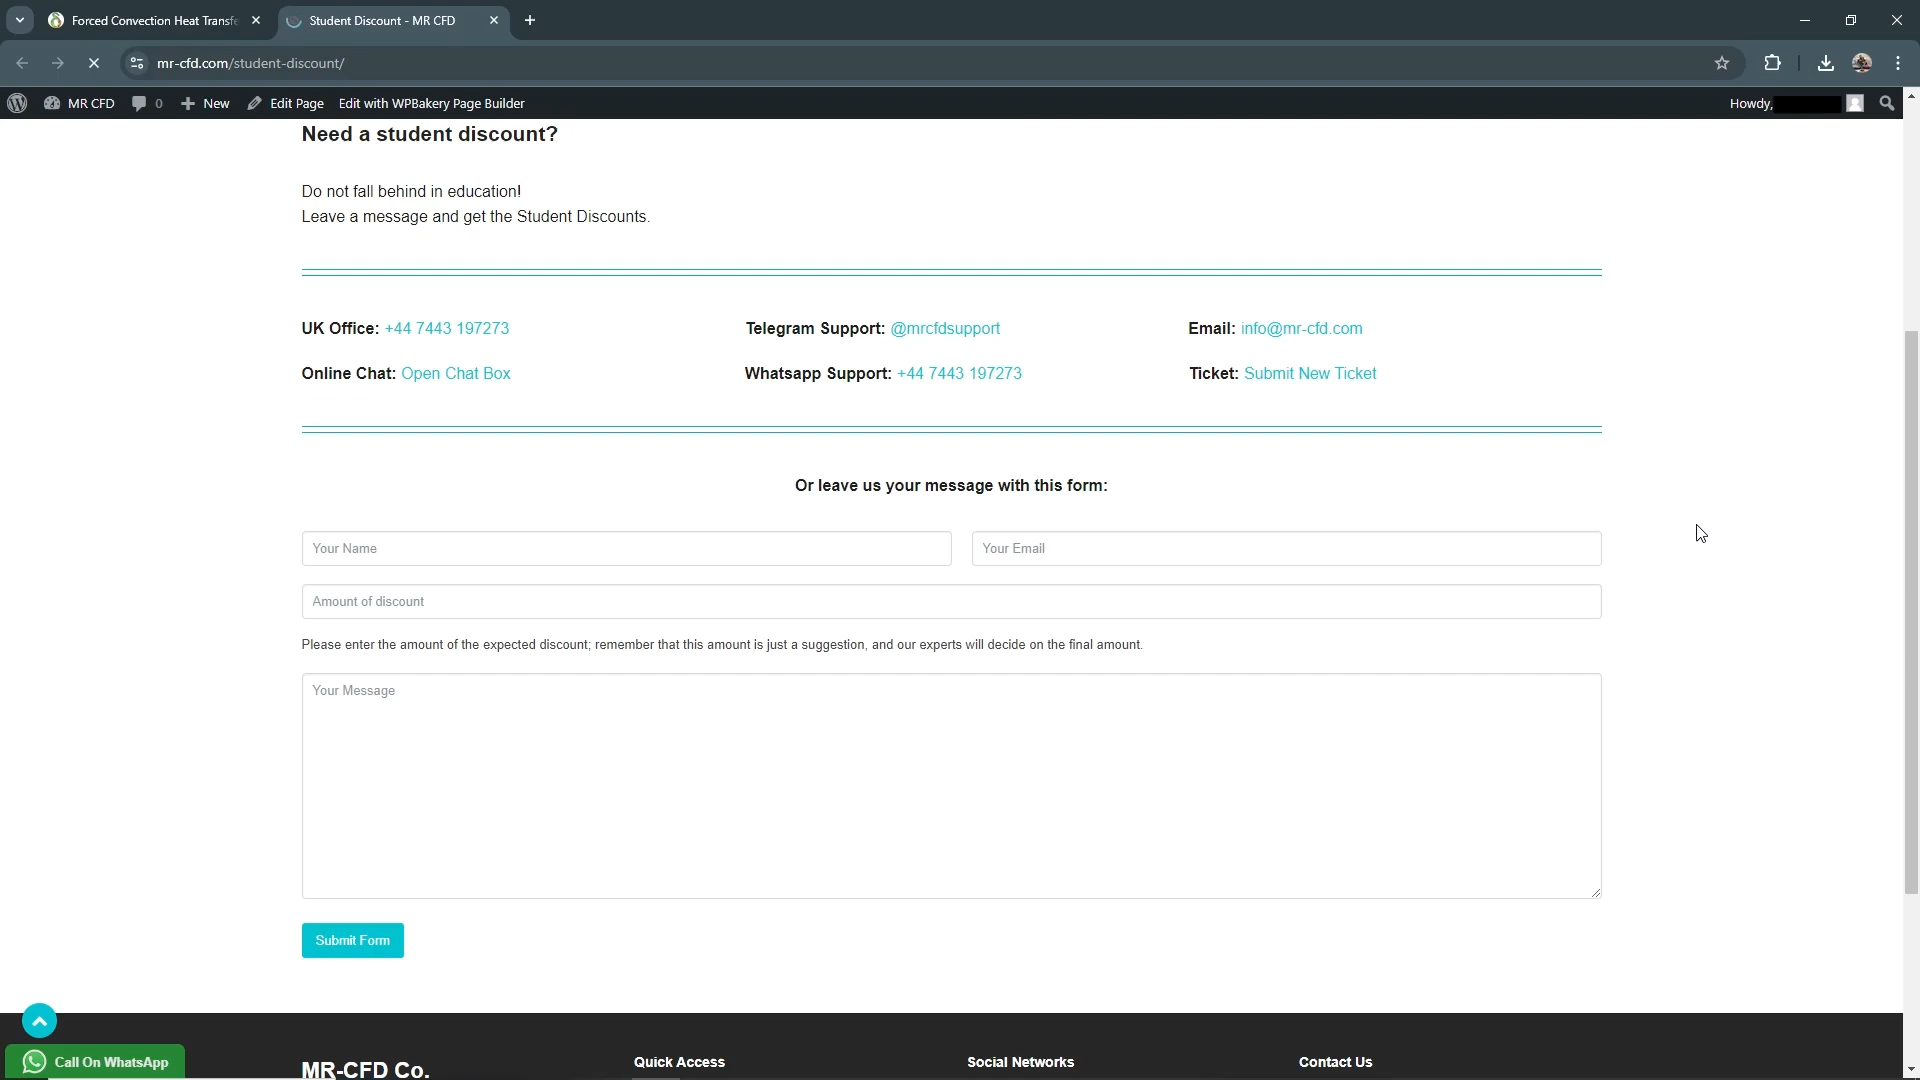 Forced Convection Heat Transfe
Student Discount - MR CFD
mr-cfd.com/student-discount/
MR CFD
0
New
Edit Page
Edit with WPBakery Page Builder
Howdy,
Need a student discount?
Do not fall behind in education!
Leave a message and get the Student Discounts.
UK Office: +44 7443 197273
Telegram Support: @mrcfdsupport
Email: info@mr-cfd.com
Online Chat: Open Chat Box
Whatsapp Support: +44 7443 197273
Ticket: Submit New Ticket
Or leave us your message with this form:
Your Name
Your Email
Amount of discount
Please enter the amount of the expected discount; remember that this amount is just a suggestion, and our experts will decide on the final amount.
Your Message
Submit Form
Call On WhatsApp
MR-CFD Co.
Quick Access
Social Networks
Contact Us